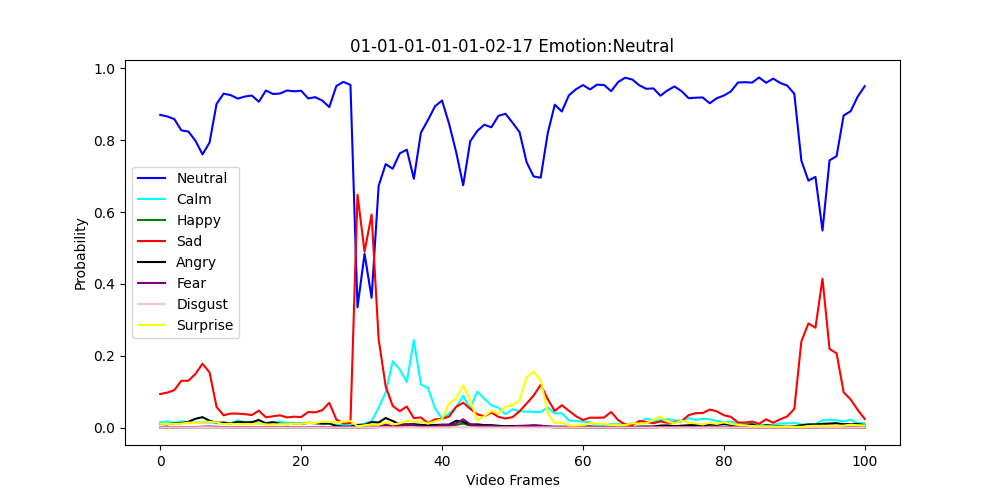 01-01-01-01-01-02-17 Emotion:Neutral
1.0
0.8
0.6
0.4
0.2
0.0
Probability
Neutral
Calm
Happy
Sad
Angry
Fear
Disgust
Surprise
0 20 40 60 80 100
Video Frames